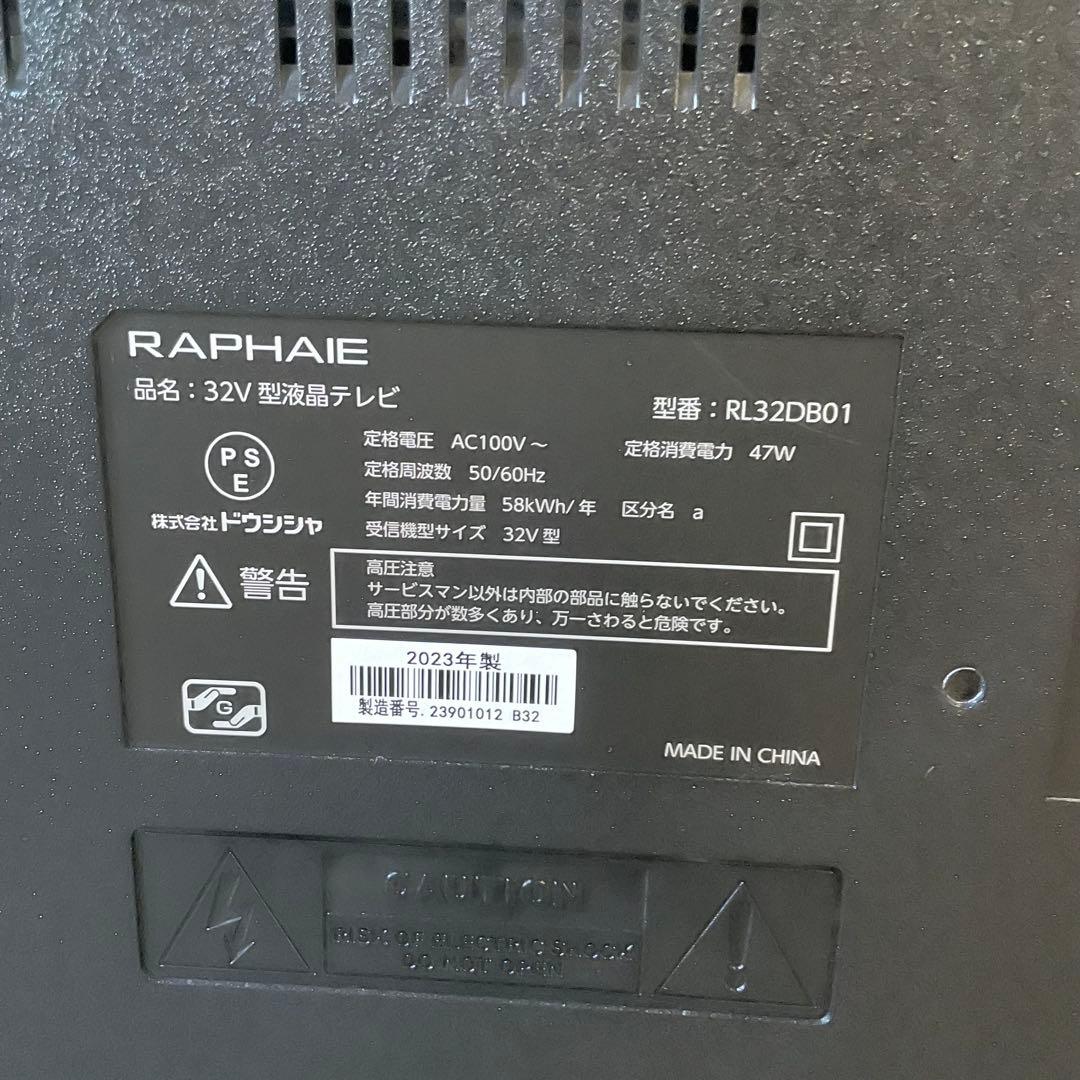 RAPHAIE
品名：32V 型液晶テレビ
型番：RL32DB01
PS
E
株式会社ドウシシャ
定格電圧 AC100V～
定格消費電力 47W
定格周波数 50/60Hz
年間消費電力量 58kWh/年 区分名 a
受信機型サイズ 32V 型
警告
高圧注意
サービスマン以外は内部の部品に触らないでください。
高圧部分が数多くあり、万一さわると危険です。
2023年製
製造番号.23901012 B32
G
MADE IN CHINA
CAUTION
RISK OF ELECTRIC SHOCK
DO NOT OPEN